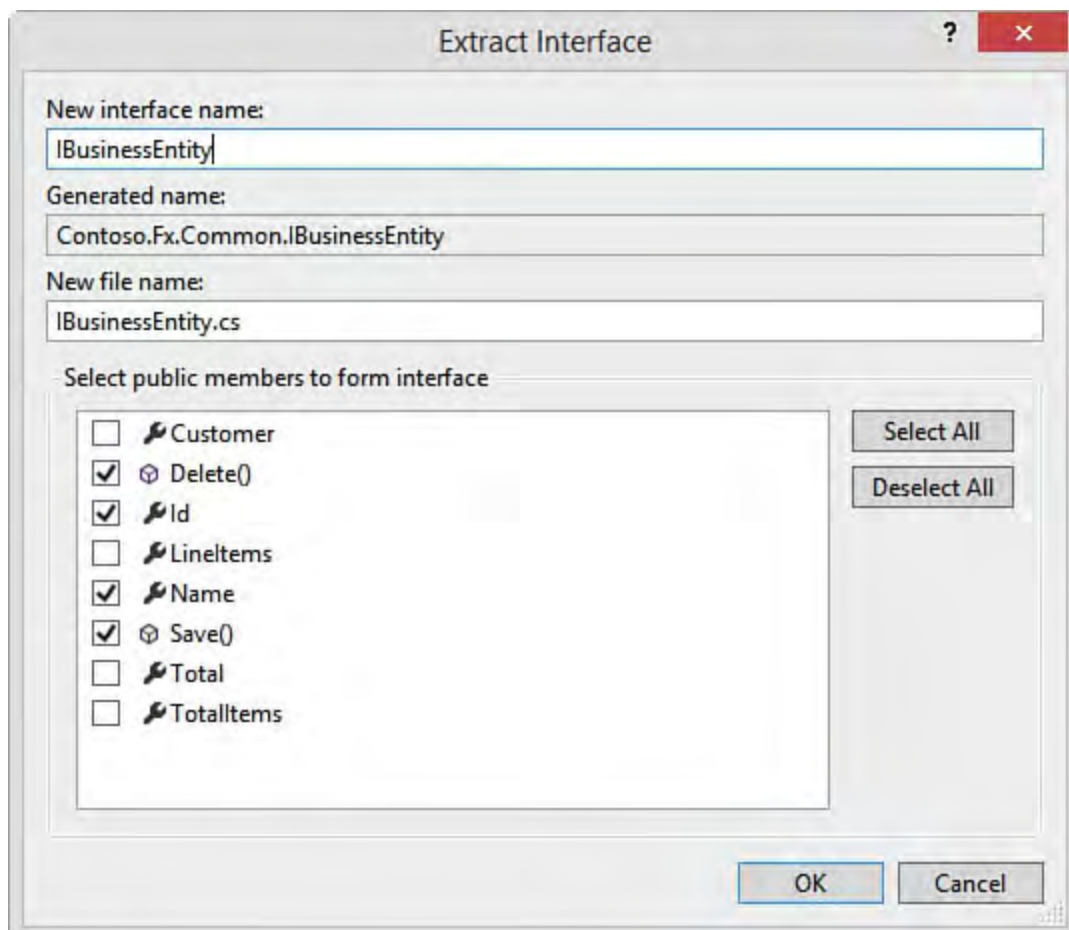 Extract Interface
?
New interface name:
IBusinessEntity
Generated name:
Contoso.Fx.Common.IBusinessEntity
New file name:
IBusinessEntity.cs
Select public members to form interface
Customer
Delete()
Id
LineItems
Name
Save()
Total
TotalItems
Select All
Deselect All
OK
Cancel